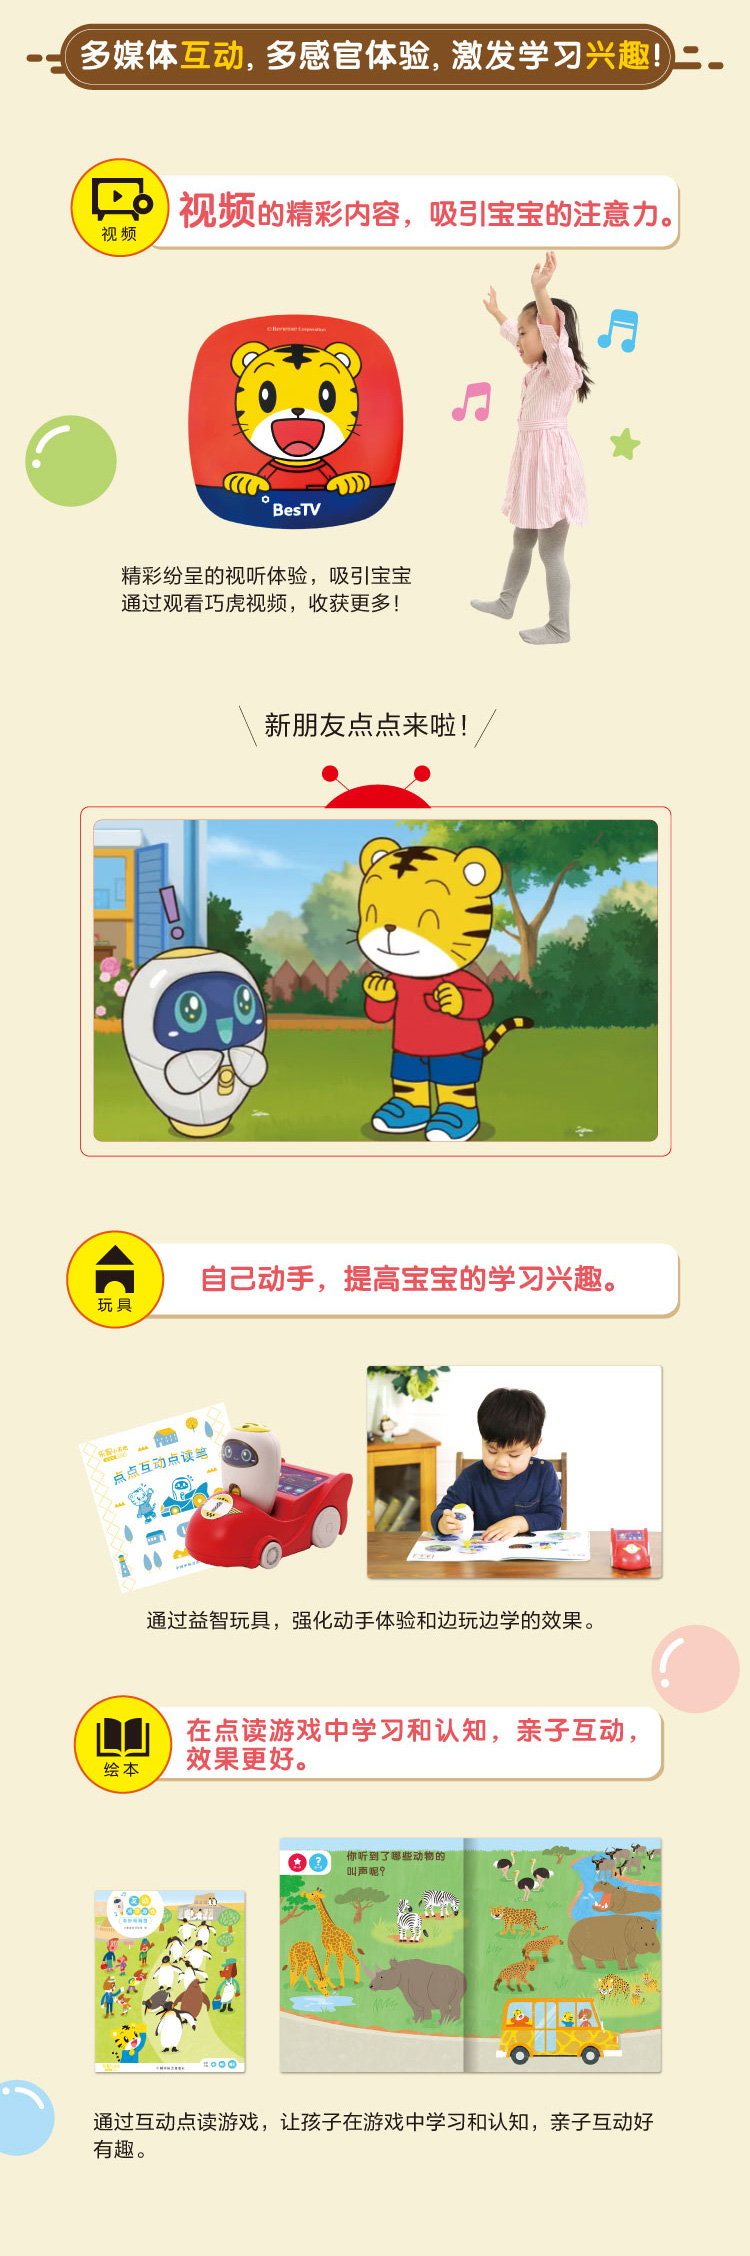 多媒体互动, 多感官体验, 激发学习兴趣!
视频
视频的精彩内容，吸引宝宝的注意力。
©Benesse Corporation
BesTV
精彩纷呈的视听体验，吸引宝宝
通过观看巧虎视频，收获更多！
新朋友点点来啦！
玩具
自己动手，提高宝宝的学习兴趣。
点点互动点读笔
通过益智玩具，强化动手体验和边玩边学的效果。
绘本
在点读游戏中学习和认知，亲子互动，
效果更好。
你听到了哪些动物的
叫声呢？
通过互动点读游戏，让孩子在游戏中学习和认知，亲子互动好
有趣。